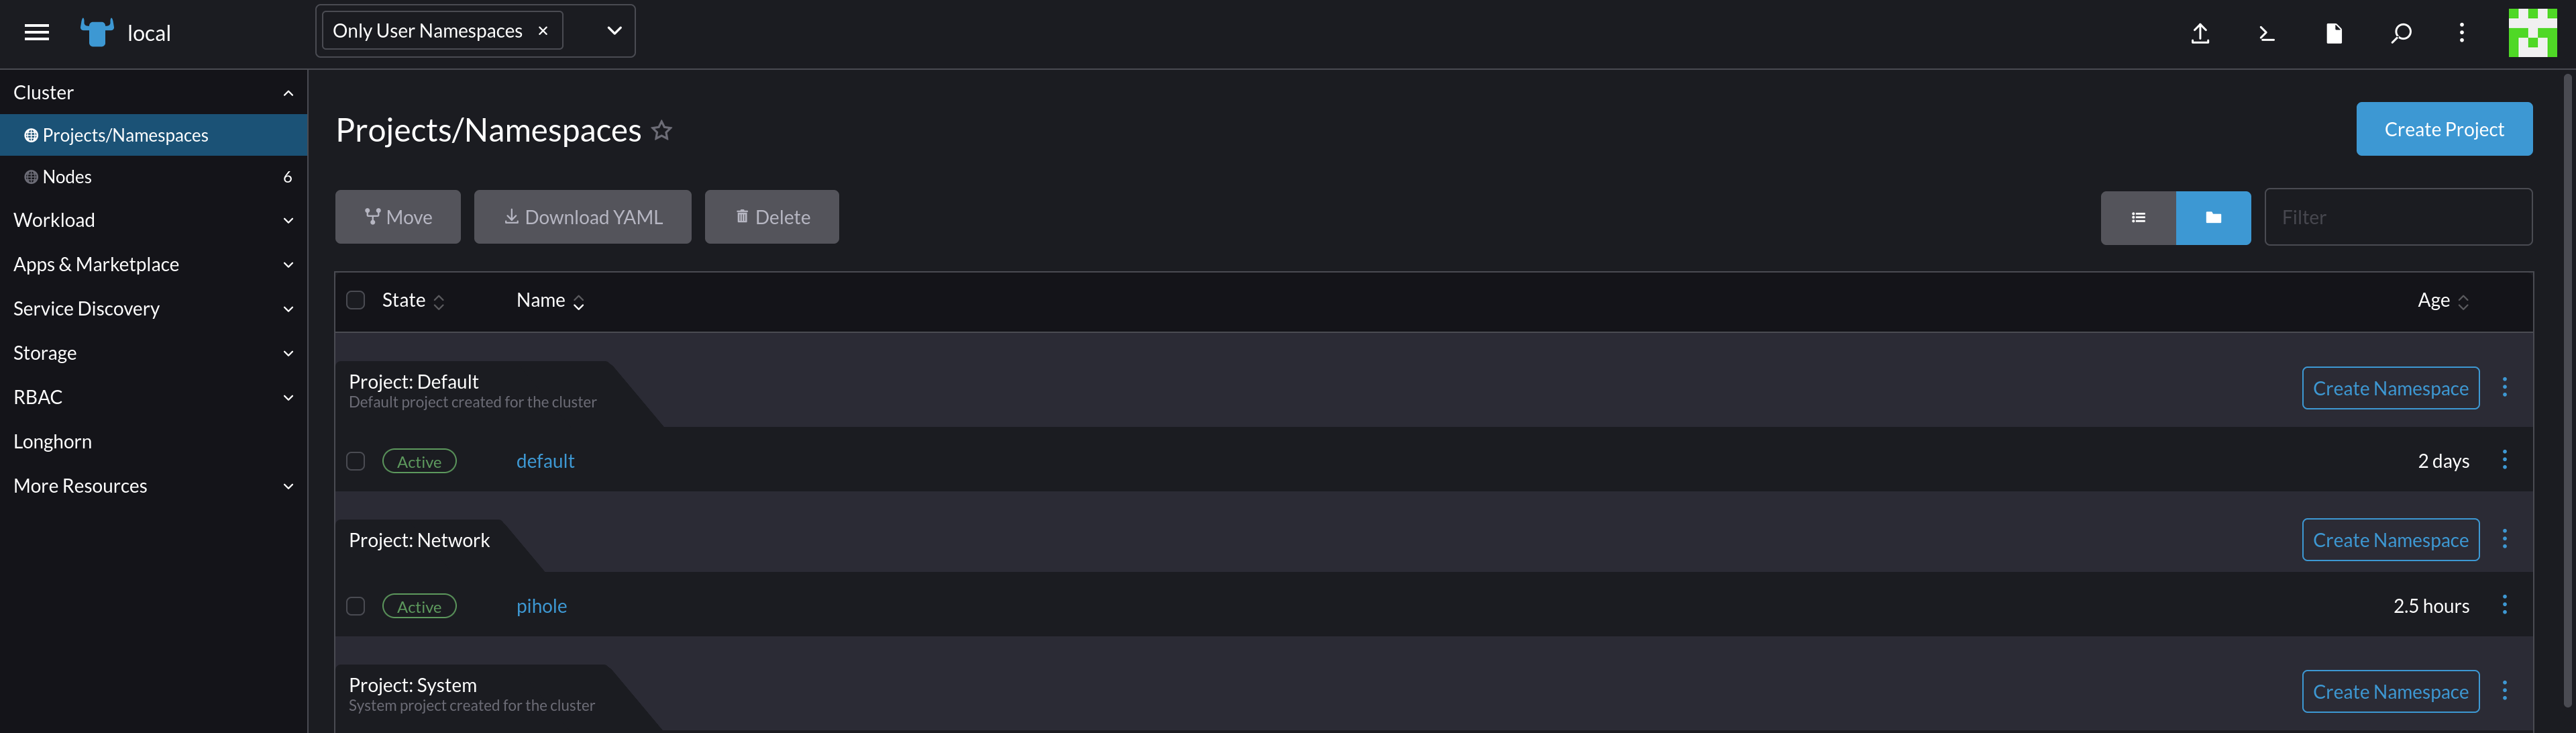 local
Only User Namespaces
Cluster
Projects/Namespaces
Nodes 6
Workload
Apps & Marketplace
Service Discovery
Storage
RBAC
Longhorn
More Resources
Projects/Namespaces
Create Project
Move
Download YAML
Delete
Filter
State Name Age
Project: Default
Default project created for the cluster
Create Namespace
Active default 2 days
Project: Network
Create Namespace
Active pihole 2.5 hours
Project: System
System project created for the cluster
Create Namespace